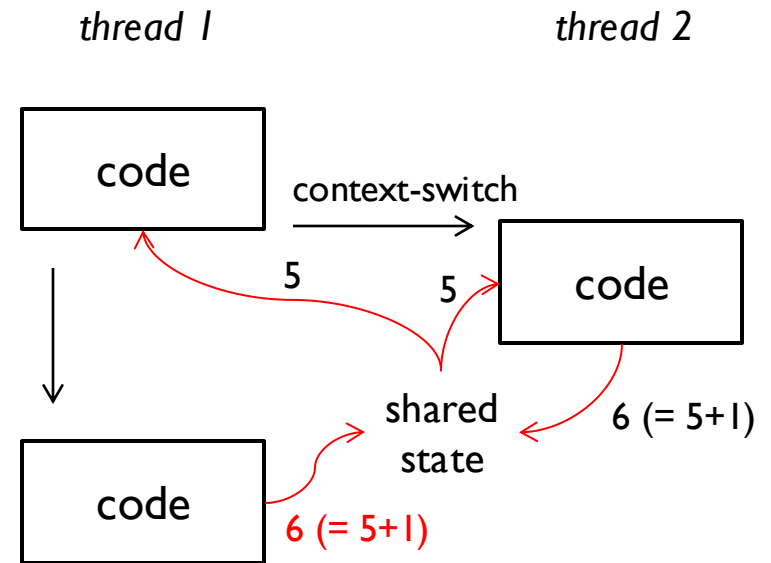 thread 1
thread 2
code
context-switch
5
5
code
shared
state
6 (= 5+1)
code
6 (= 5+1)